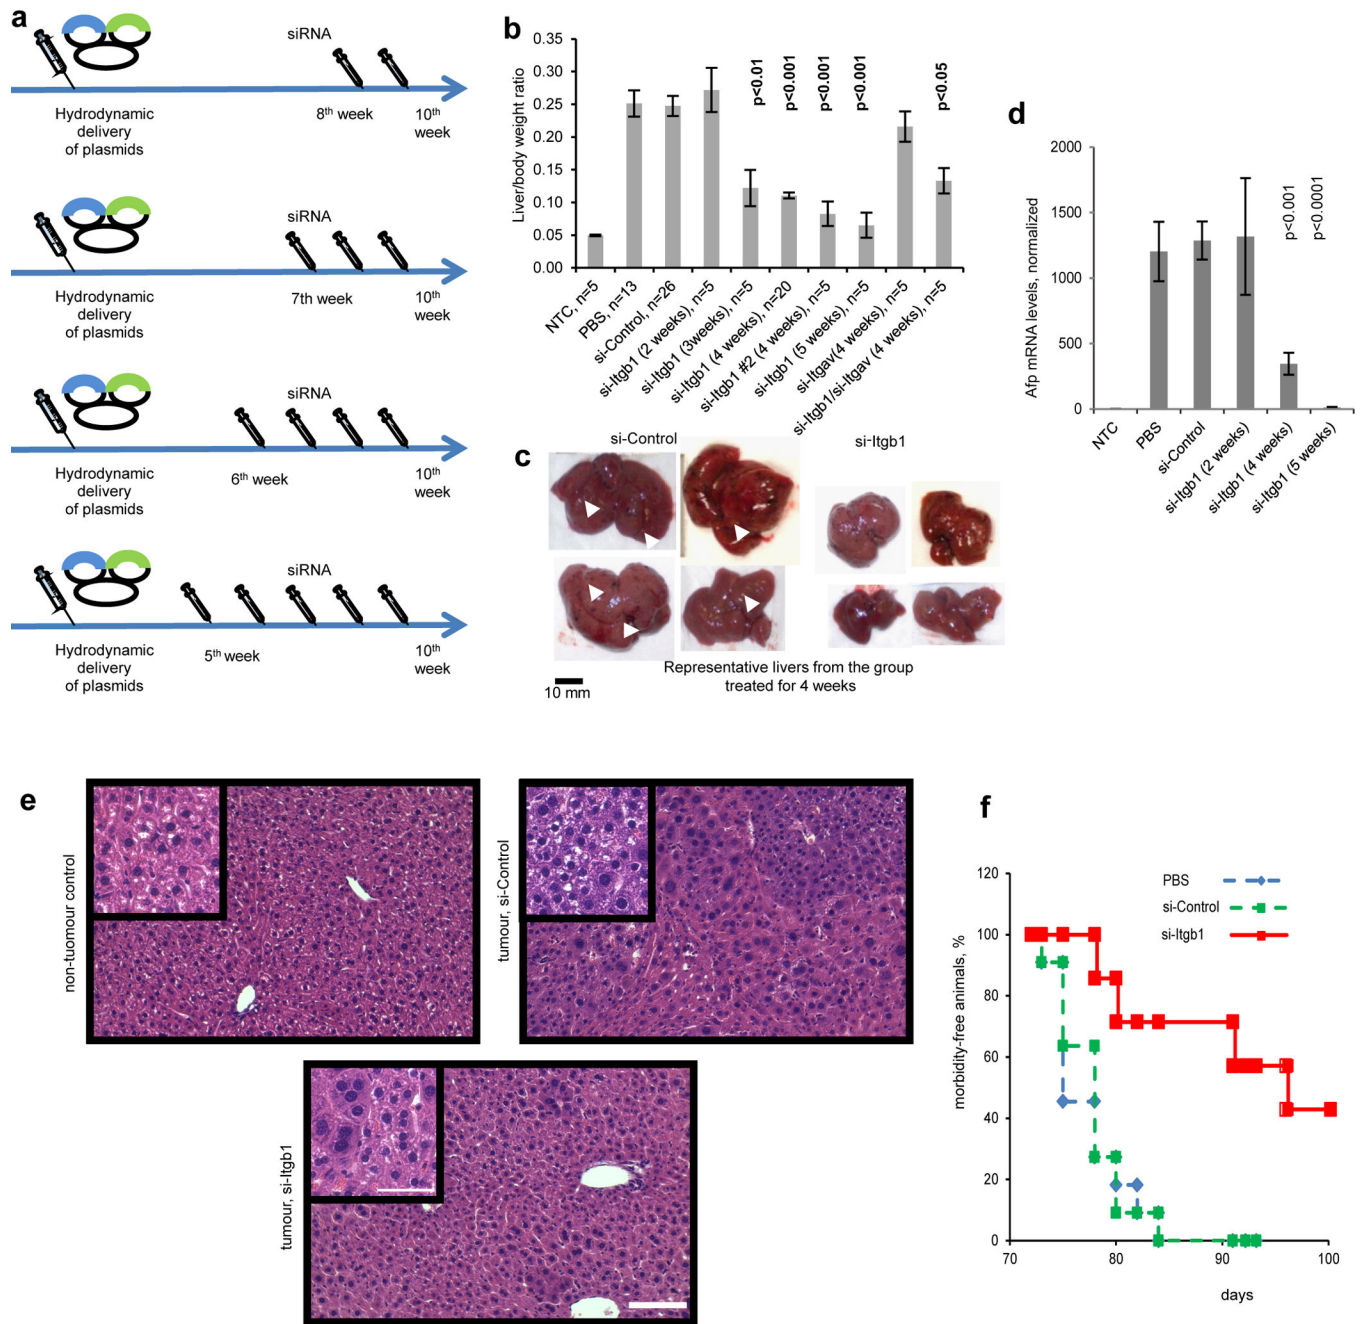 a
siRNA
Hydrodynamic
delivery
of plasmids
8th week
10th
week
siRNA
Hydrodynamic
delivery
of plasmids
7th week
10th
week
siRNA
Hydrodynamic
delivery
of plasmids
6th week
10th
week
siRNA
Hydrodynamic
delivery
of plasmids
5th week
10th
week
b
Liver/body weight ratio
0.35
0.30
0.25
0.20
0.15
0.10
0.05
0.00
p<0.01
p<0.001
p<0.001
p<0.001
p<0.05
NTC, n=5
PBS, n=13
si-Control, n=26
si-Itgb1 (2 weeks), n=5
si-Itgb1 (3weeks), n=5
si-Itgb1 (4 weeks), n=20
si-Itgb1 #2 (4 weeks), n=5
si-Itgb1 (5 weeks), n=5
si-Itgav(4 weeks), n=5
si-Itgb1/si-Itgav (4 weeks), n=5
c
si-Control
si-Itgb1
Representative livers from the group
treated for 4 weeks
10 mm
d
Afp mRNA levels, normalized
2000
1500
1000
500
0
p<0.001
p<0.0001
NTC
PBS
si-Control
si-Itgb1 (2 weeks)
si-Itgb1 (4 weeks)
si-Itgb1 (5 weeks)
e
non-tuomour control
tumour, si-Control
tumour, si-Itgb1
f
morbidity-free animals, %
120
100
80
60
40
20
0
PBS
si-Control
si-Itgb1
70
80
90
100
days